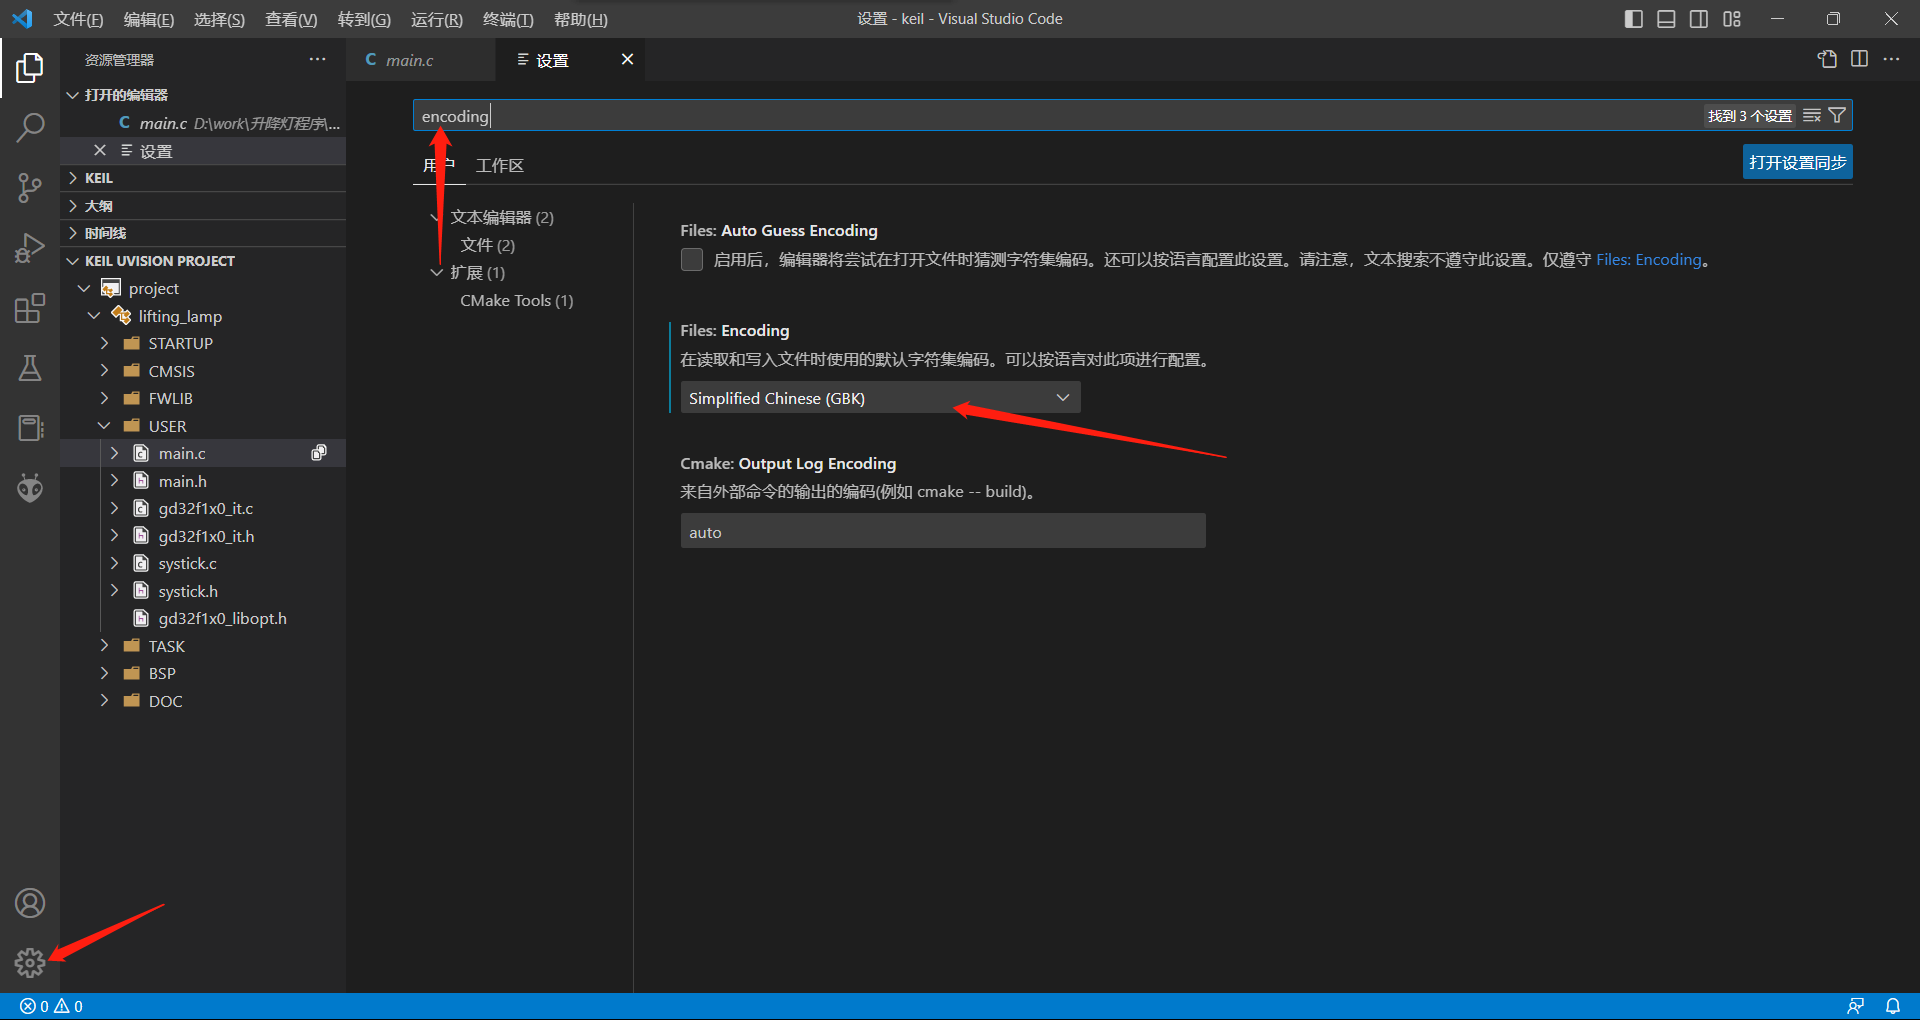 文件(F) 编辑(E) 选择(S) 查看(V) 转到(G) 运行(R) 终端(T) 帮助(H)
设置 - keil - Visual Studio Code
资源管理器
打开的编辑器
C main.c D:\work\升降灯程序\...
设置
KEIL
大纲
时间线
KEIL UVISION PROJECT
project
lifting_lamp
STARTUP
CMSIS
FWLIB
USER
main.c
main.h
gd32f1x0_it.c
gd32f1x0_it.h
systick.c
systick.h
gd32f1x0_libopt.h
TASK
BSP
DOC
C main.c
设置
encoding
找到 3 个设置
用户 工作区
打开设置同步
文本编辑器 (2)
文件 (2)
扩展 (1)
CMake Tools (1)
Files: Auto Guess Encoding
启用后，编辑器将尝试在打开文件时猜测字符集编码。还可以按语言配置此设置。请注意，文本搜索不遵守此设置。仅遵守 Files: Encoding。
Files: Encoding
在读取和写入文件时使用的默认字符集编码。可以按语言对此项进行配置。
Simplified Chinese (GBK)
Cmake: Output Log Encoding
来自外部命令的输出的编码(例如 cmake -- build)。
auto
0 0